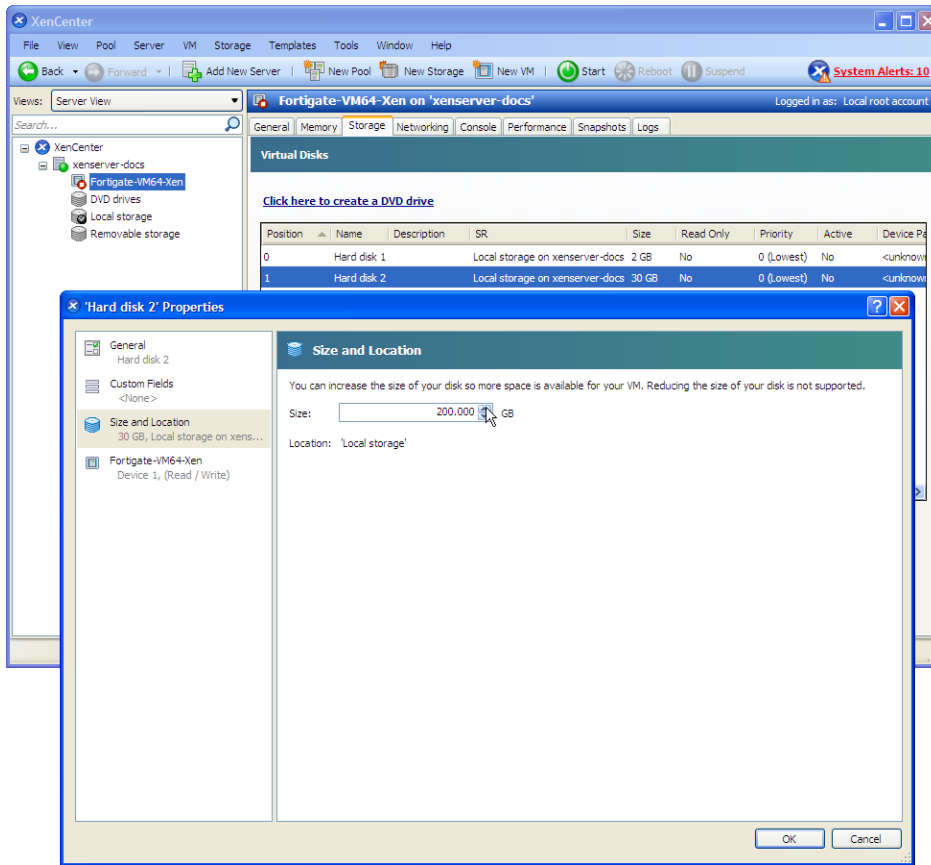 XenCenter
File View Pool Server VM Storage Templates Tools Window Help
Back Forward Add New Server New Pool New Storage New VM Start Reboot Suspend System Alerts: 10
Views: Server View
Fortigate-VM64-Xen on 'xenserver-docs' Logged in as: Local root account
Search...
General Memory Storage Networking Console Performance Snapshots Logs
XenCenter
xenserver-docs
Fortigate-VM64-Xen
DVD drives
Local storage
Removable storage
Virtual Disks
Click here to create a DVD drive
Position Name Description SR Size Read Only Priority Active Device Pa
0 Hard disk 1 Local storage on xenserver-docs 2 GB No 0 (Lowest) No <unknown
1 Hard disk 2 Local storage on xenserver-docs 30 GB No 0 (Lowest) No <unknown
'Hard disk 2' Properties
General
Hard disk 2
Custom Fields
<None>
Size and Location
30 GB, Local storage on xens...
Fortigate-VM64-Xen
Device 1, (Read / Write)
Size and Location
You can increase the size of your disk so more space is available for your VM. Reducing the size of your disk is not supported.
Size: 200.000 GB
Location: 'Local storage'
OK Cancel